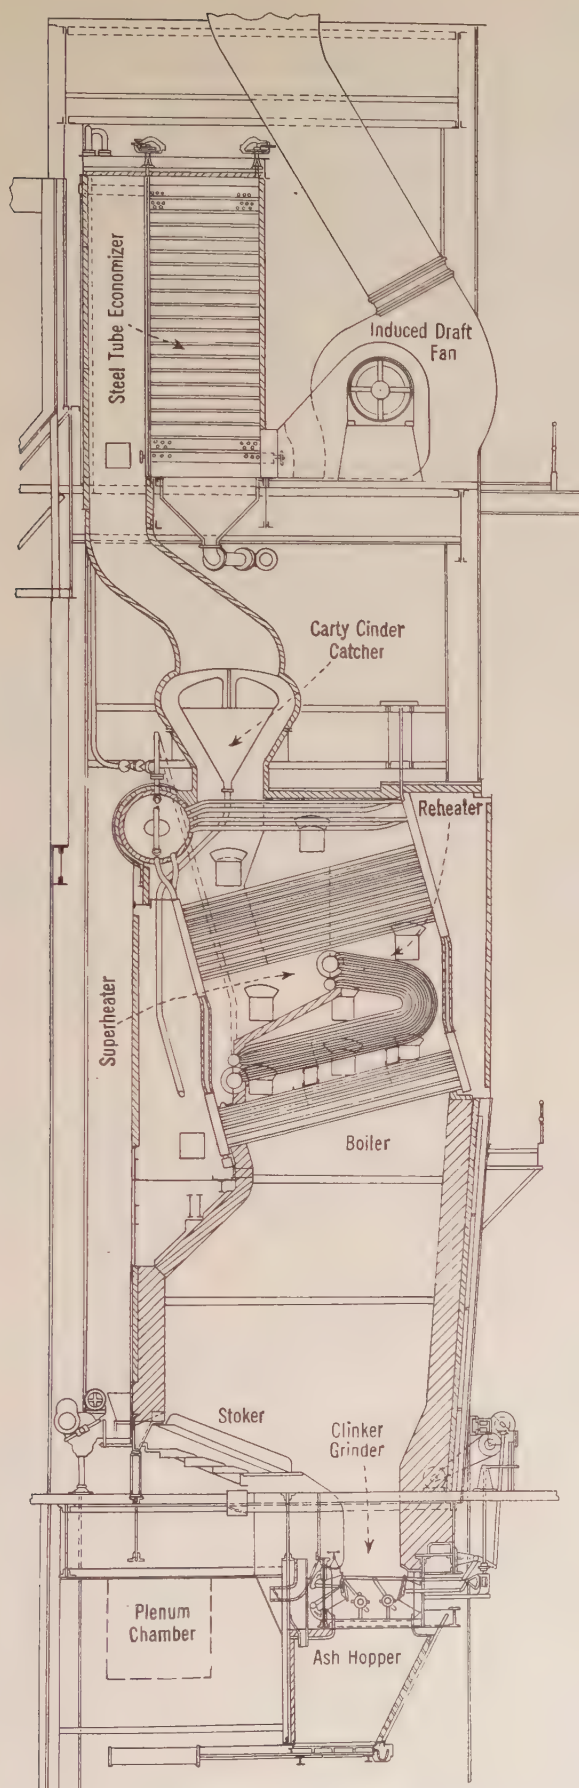 Steel Tube Economizer
Induced Draft
Fan
Carty Cinder
Catcher
Reheater
Superheater
Boiler
Stoker
Clinker
Grinder
Plenum
Chamber
Ash Hopper